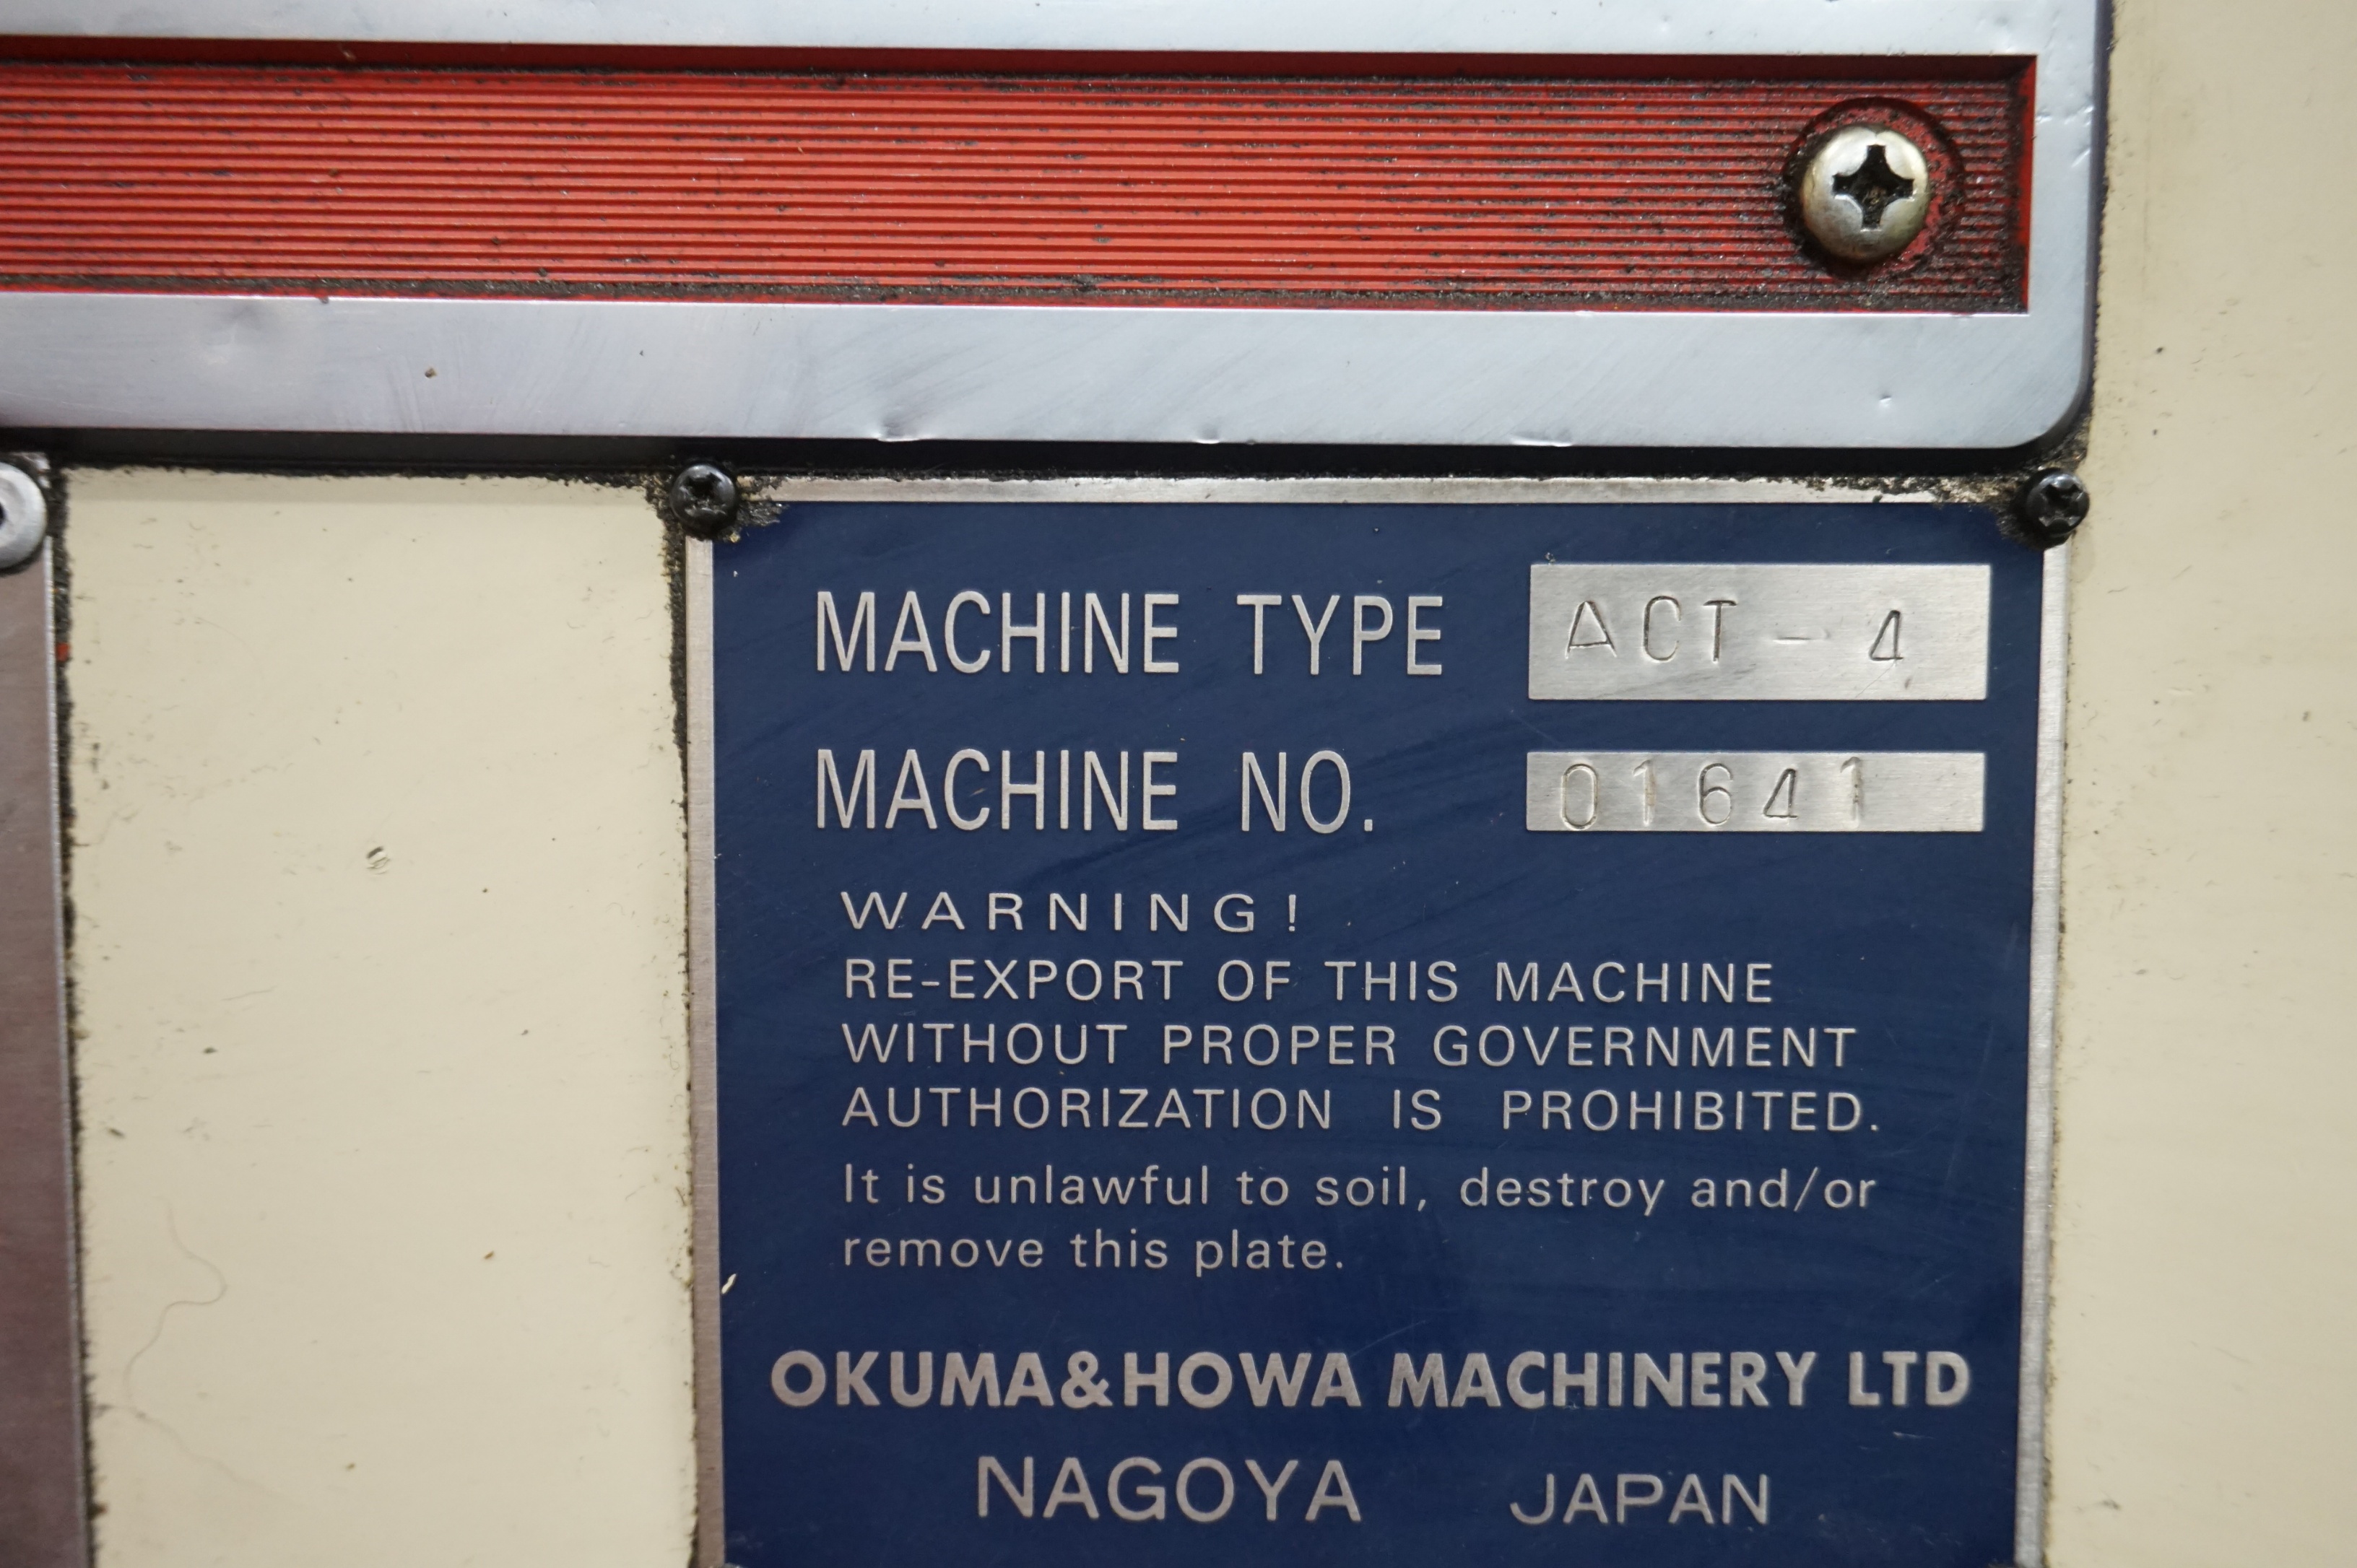 MACHINE TYPE ACT-4
MACHINE NO. 01641
WARNING!
RE-EXPORT OF THIS MACHINE
WITHOUT PROPER GOVERNMENT
AUTHORIZATION IS PROHIBITED.
It is unlawful to soil, destroy and/or
remove this plate.
OKUMA&HOWA MACHINERY LTD
NAGOYA JAPAN